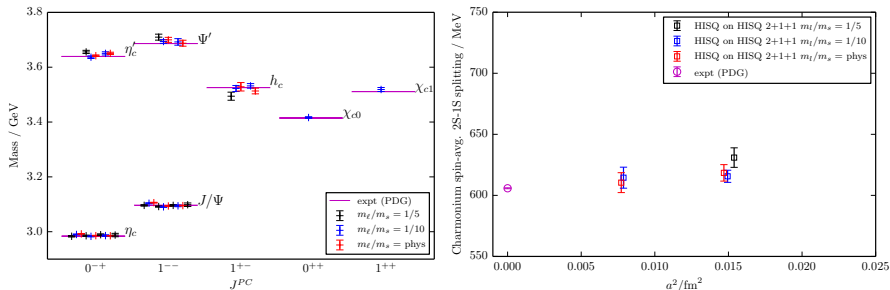 3.8
3.6
3.4
3.2
3.0
Mass / GeV
η′c
Ψ′
hc
χc0
χc1
J/Ψ
ηc
expt (PDG)
mℓ/ms = 1/5
mℓ/ms = 1/10
mℓ/ms = phys
0⁻⁺ 1⁻⁻ 1⁺⁻ 0⁺⁺ 1⁺⁺
J^PC
750
700
650
600
550
Charmonium spin-avg. 2S-1S splitting / MeV
HISQ on HISQ 2+1+1 ml/ms = 1/5
HISQ on HISQ 2+1+1 ml/ms = 1/10
HISQ on HISQ 2+1+1 ml/ms = phys
expt (PDG)
0.000 0.005 0.010 0.015 0.020 0.025
a²/fm²